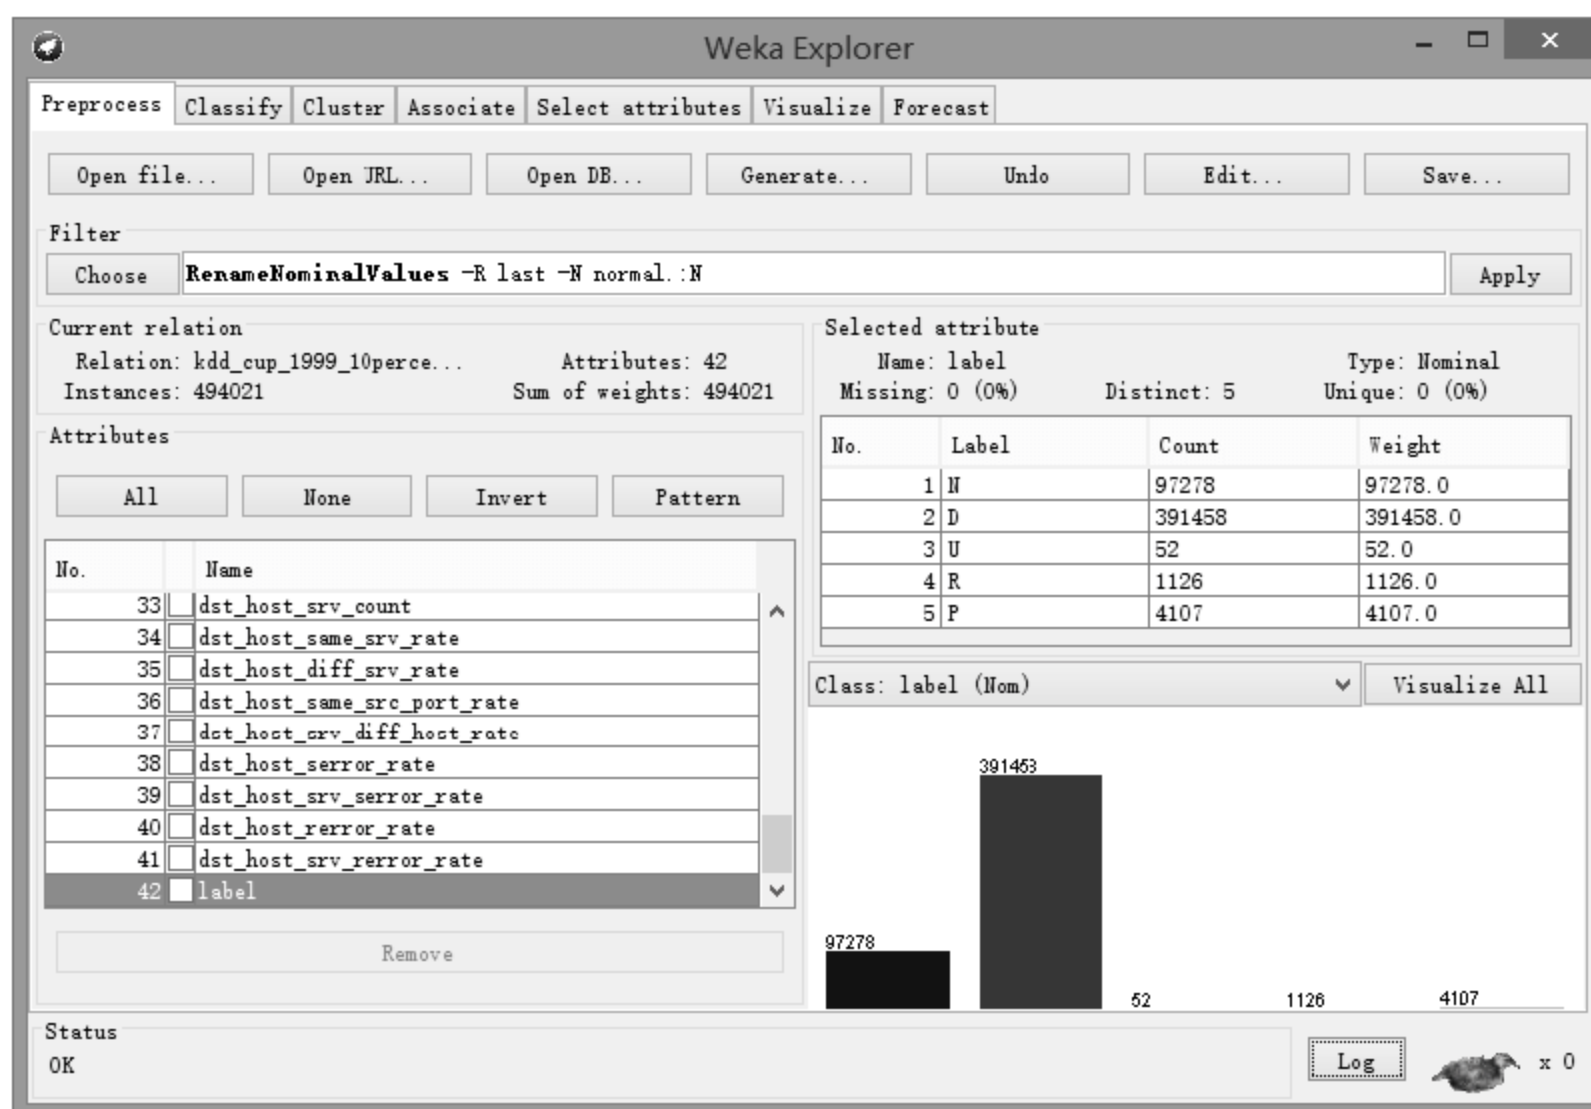 Weka Explorer
Preprocess Classify Cluster Associate Select attributes Visualize Forecast
Open file... Open URL... Open DB... Generate... Undo Edit... Save...
Filter
Choose RenameNominalValues -R last -N normal.:N Apply
Current relation
Relation: kdd_cup_1999_10perce... Attributes: 42
Instances: 494021 Sum of weights: 494021
Selected attribute
Name: label Type: Nominal
Missing: 0 (0%) Distinct: 5 Unique: 0 (0%)
Attributes
All None Invert Pattern
No. Name
33 dst_host_srv_count
34 dst_host_same_srv_rate
35 dst_host_diff_srv_rate
36 dst_host_same_src_port_rate
37 dst_host_srv_diff_host_rate
38 dst_host_serror_rate
39 dst_host_srv_serror_rate
40 dst_host_rerror_rate
41 dst_host_srv_rerror_rate
42 label
Remove
No. Label Count Weight
1 N 97278 97278.0
2 D 391458 391458.0
3 U 52 52.0
4 R 1126 1126.0
5 P 4107 4107.0
Class: label (Nom) Visualize All
391458
97278
52
1126
4107
Status
OK
Log x 0